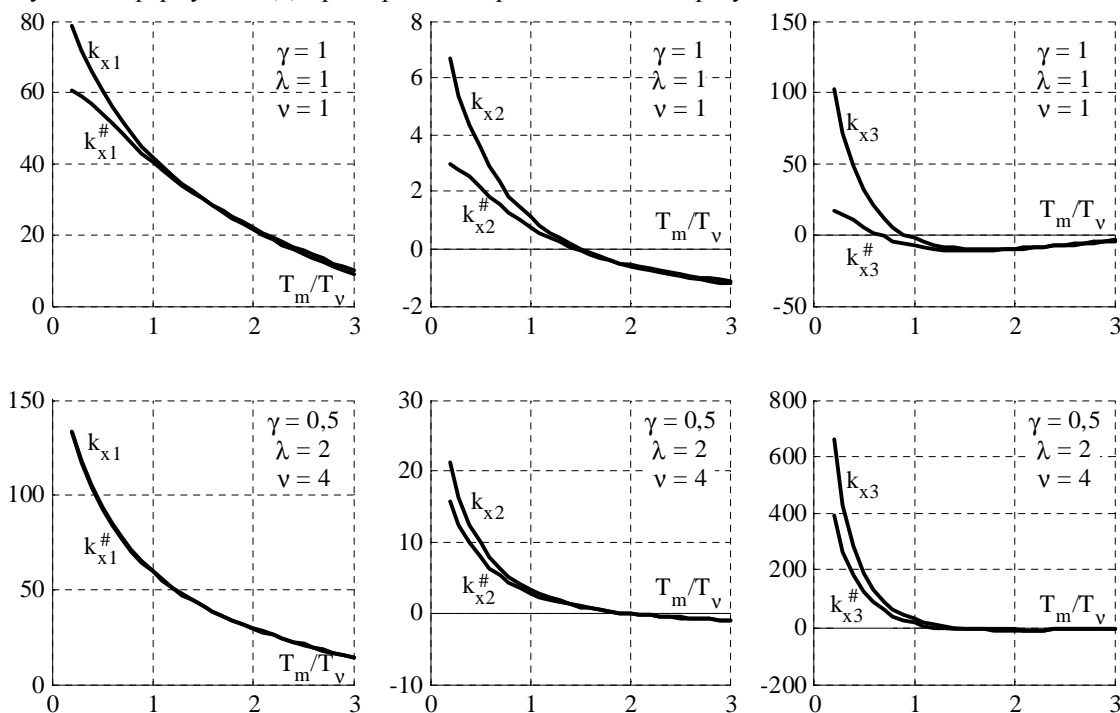 80
60
40
20
0
0 1 2 3
k_x1
k_x1^#
γ = 1
λ = 1
ν = 1
T_m/T_ν
8
6
4
2
0
-2
0 1 2 3
k_x2
k_x2^#
γ = 1
λ = 1
ν = 1
T_m/T_ν
150
100
50
0
-50
0 1 2 3
k_x3
k_x3^#
γ = 1
λ = 1
ν = 1
T_m/T_ν
150
100
50
0
0 1 2 3
k_x1
k_x1^#
γ = 0,5
λ = 2
ν = 4
T_m/T_ν
30
20
10
0
-10
0 1 2 3
k_x2
k_x2^#
γ = 0,5
λ = 2
ν = 4
T_m/T_ν
800
600
400
200
0
-200
0 1 2 3
k_x3
k_x3^#
γ = 0,5
λ = 2
ν = 4
T_m/T_ν